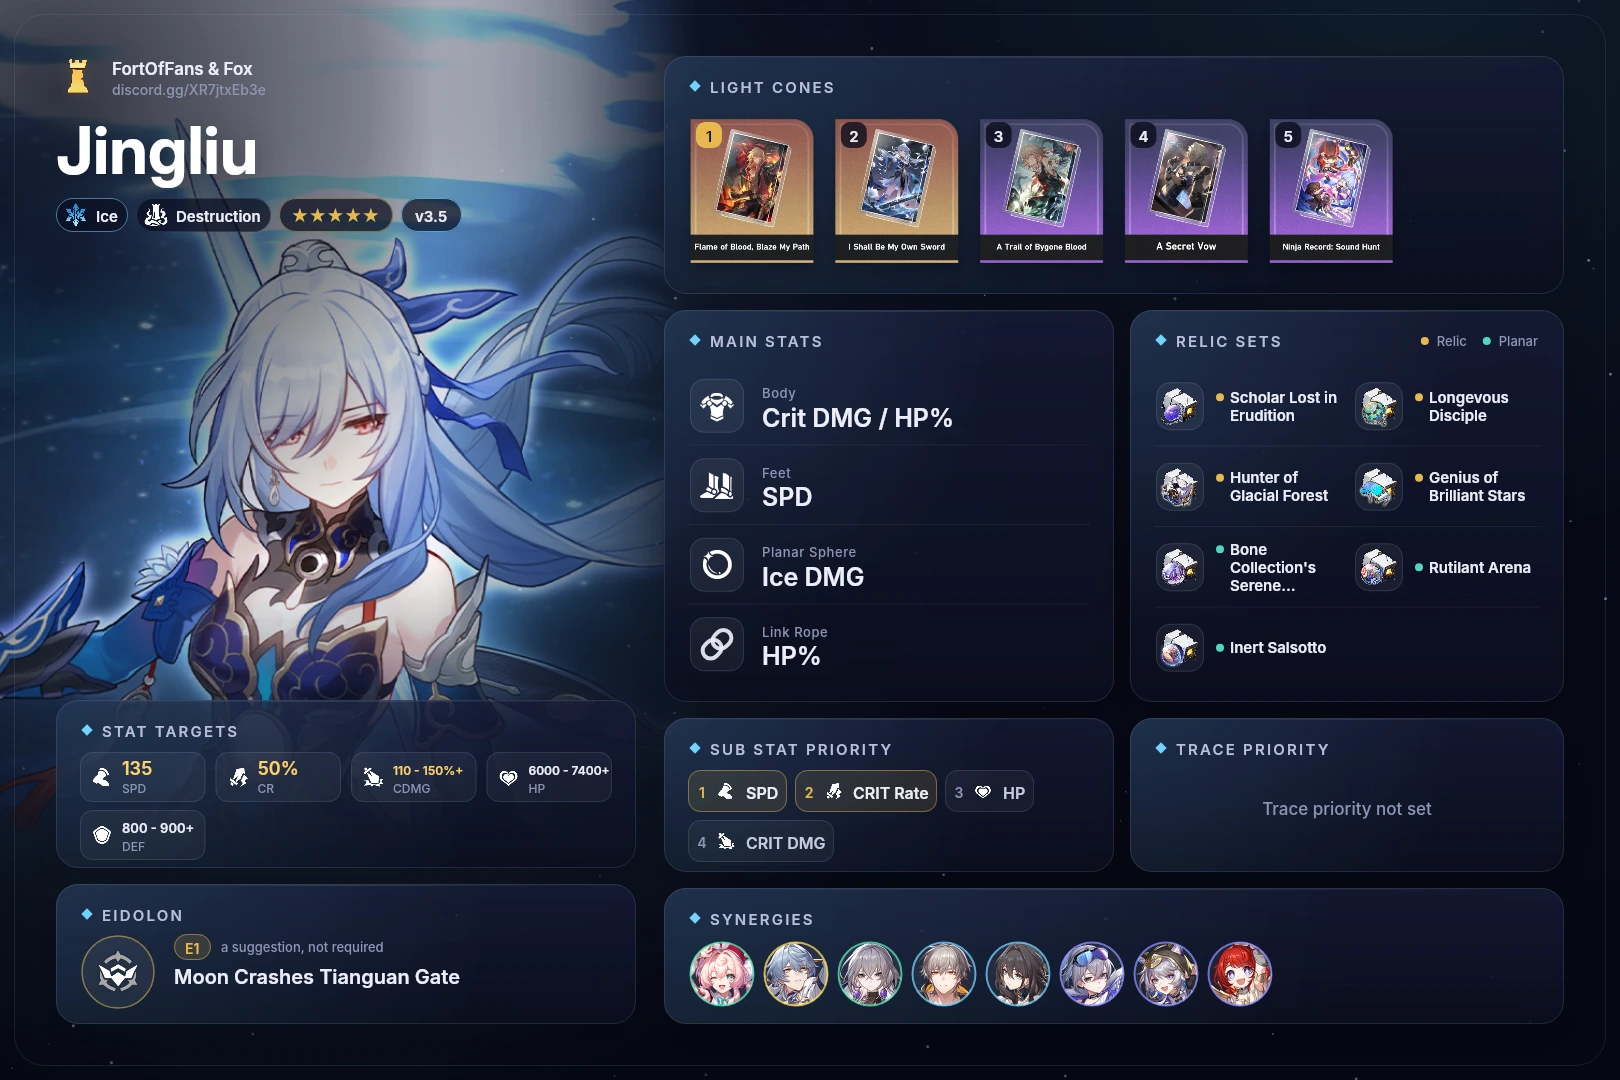 FortOfFans & Fox
discord.gg/XR7jtxEb3e
Jingliu
Ice
Destruction
v3.5
LIGHT CONES
1
2
3
4
5
Flame of Blood, Blaze My Path
I Shall Be My Own Sword
A Trail of Bygone Blood
A Secret Vow
Ninja Record: Sound Hunt
MAIN STATS
Body
Crit DMG / HP%
Feet
SPD
Planar Sphere
Ice DMG
Link Rope
HP%
RELIC SETS
Relic
Planar
Scholar Lost in
Erudition
Longevous
Disciple
Hunter of
Glacial Forest
Genius of
Brilliant Stars
Bone
Collection's
Serene...
Rutilant Arena
Inert Salsotto
STAT TARGETS
135
SPD
50%
CR
110 - 150%+
CDMG
6000 - 7400+
HP
800 - 900+
DEF
SUB STAT PRIORITY
1 SPD
2 CRIT Rate
3 HP
4 CRIT DMG
TRACE PRIORITY
Trace priority not set
EIDOLON
E1 a suggestion, not required
Moon Crashes Tianguan Gate
SYNERGIES